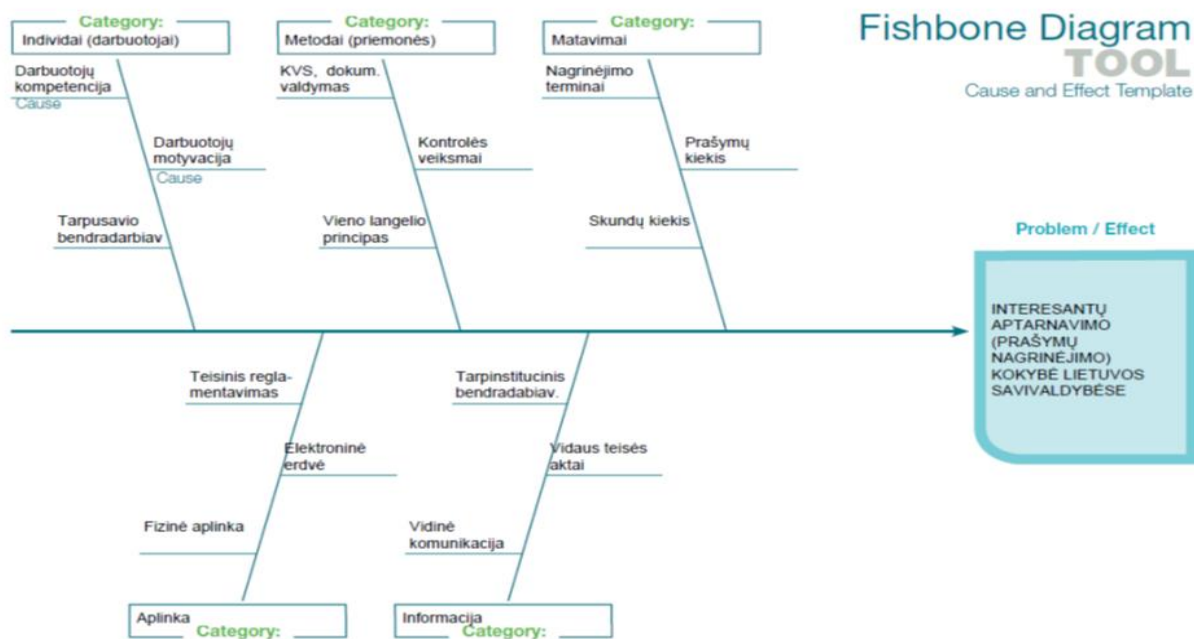 Fishbone Diagram
TOOL
Cause and Effect Template
Category:
Individai (darbuotojai)
Category:
Metodai (priemonės)
Category:
Matavimai
Darbuotojų
kompetencija
Cause
Darbuotojų
motyvacija
Cause
Tarpusavio
bendradarbiav
KVS, dokum.
valdymas
Kontrolės
veiksmai
Vieno langelio
principas
Nagrinėjimo
terminai
Prašymų
kiekis
Skundų kiekis
Problem / Effect
INTERESANTŲ
APTARNAVIMO
(PRAŠYMŲ
NAGRINĖJIMO)
KOKYBĖ LIETUVOS
SAVIVALDYBĖSE
Teisinis regla-
mentavimas
Elektroninė
erdvė
Fizinė aplinka
Tarpinstitucinis
bendradabiav.
Vidaus teisės
aktai
Vidinė
komunikacija
Aplinka
Category:
Informacija
Category: